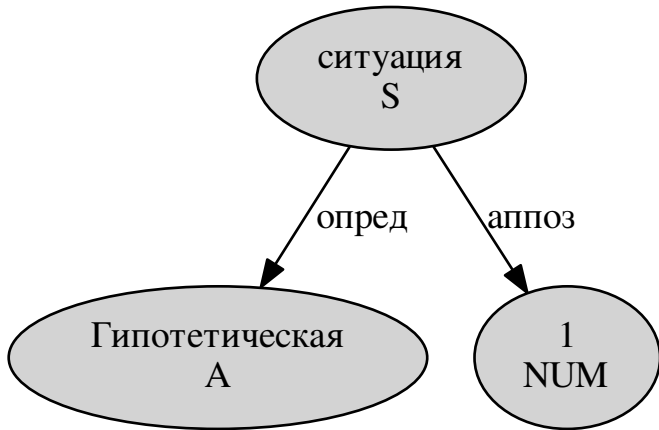 ситуация
S
опред
аппоз
Гипотетическая
A
1
NUM